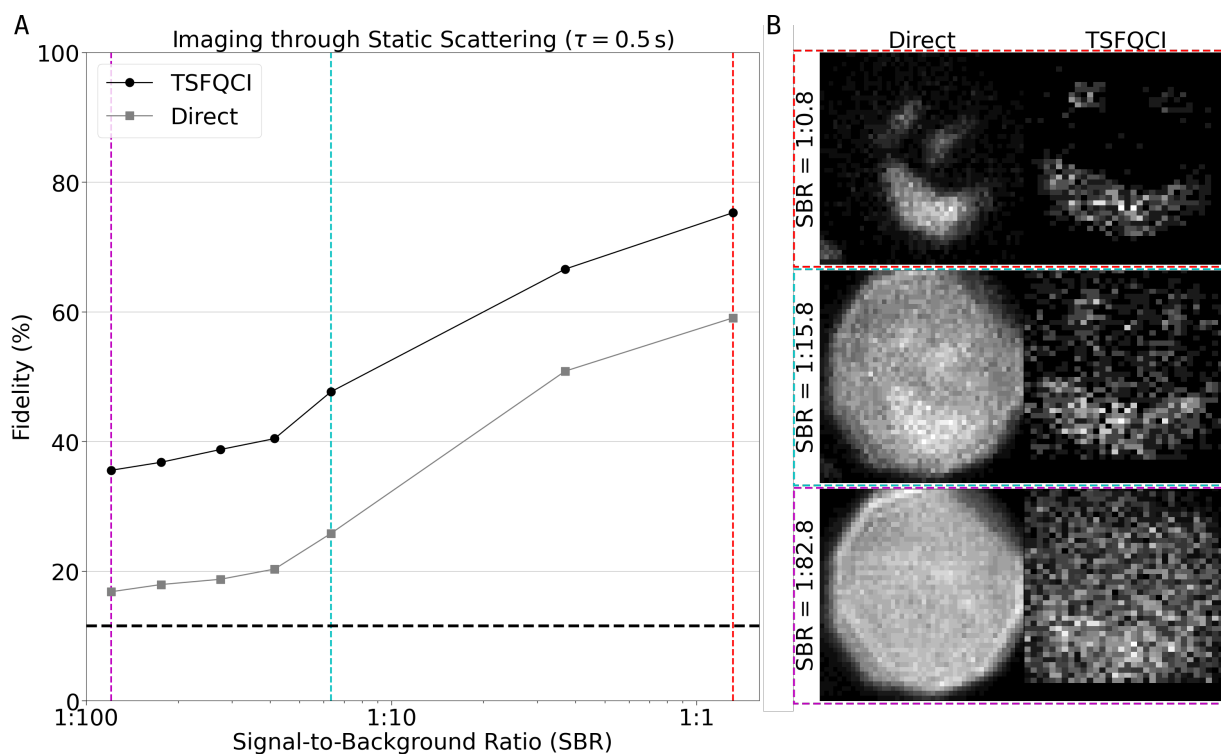 A
Imaging through Static Scattering (τ = 0.5 s)
TSFQCI
Direct
100
80
60
40
20
0
Fidelity (%)
1:100
1:10
1:1
Signal-to-Background Ratio (SBR)
B
Direct
TSFQCI
SBR = 1:0.8
SBR = 1:15.8
SBR = 1:82.8